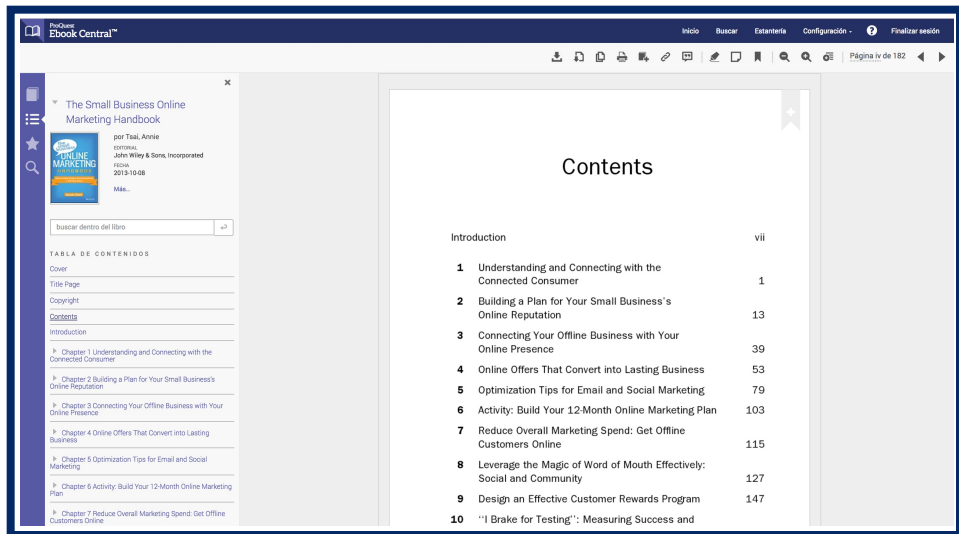 ProQuest
Ebook Central™
Inicio
Buscar
Estantería
Configuración
?
Finalizar sesión
Página iv de 182
The Small Business Online
Marketing Handbook
por Tsai, Annie
EDITORIAL
John Wiley & Sons, Incorporated
FECHA
2013-10-08
Más...
ONLINE
MARKETING
HANDBOOK
buscar dentro del libro
TABLA DE CONTENIDOS
Cover
Title Page
Copyright
Contents
Introduction
Chapter 1 Understanding and Connecting with the
Connected Consumer
Chapter 2 Building a Plan for Your Small Business's
Online Reputation
Chapter 3 Connecting Your Offline Business with Your
Online Presence
Chapter 4 Online Offers That Convert into Lasting
Business
Chapter 5 Optimization Tips for Email and Social
Marketing
Chapter 6 Activity: Build Your 12-Month Online Marketing
Plan
Chapter 7 Reduce Overall Marketing Spend: Get Offline
Customers Online
Contents
Introduction vii
1 Understanding and Connecting with the
Connected Consumer 1
2 Building a Plan for Your Small Business's
Online Reputation 13
3 Connecting Your Offline Business with Your
Online Presence 39
4 Online Offers That Convert into Lasting Business 53
5 Optimization Tips for Email and Social Marketing 79
6 Activity: Build Your 12-Month Online Marketing Plan 103
7 Reduce Overall Marketing Spend: Get Offline
Customers Online 115
8 Leverage the Magic of Word of Mouth Effectively:
Social and Community 127
9 Design an Effective Customer Rewards Program 147
10 ''I Brake for Testing'': Measuring Success and